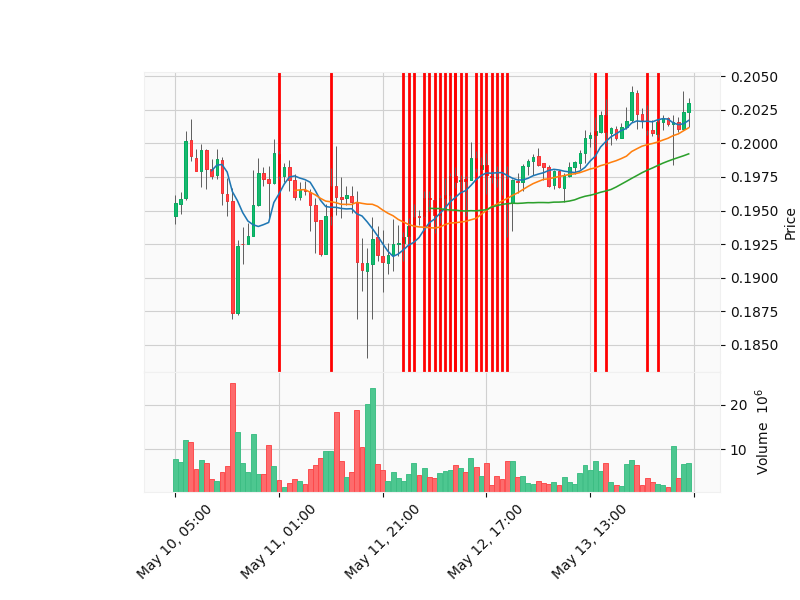 0.2050
0.2025
0.2000
0.1975
0.1950
0.1925
0.1900
0.1875
0.1850
Price
20
10
Volume 10^6
May 10, 05:00
May 11, 01:00
May 11, 21:00
May 12, 17:00
May 13, 13:00